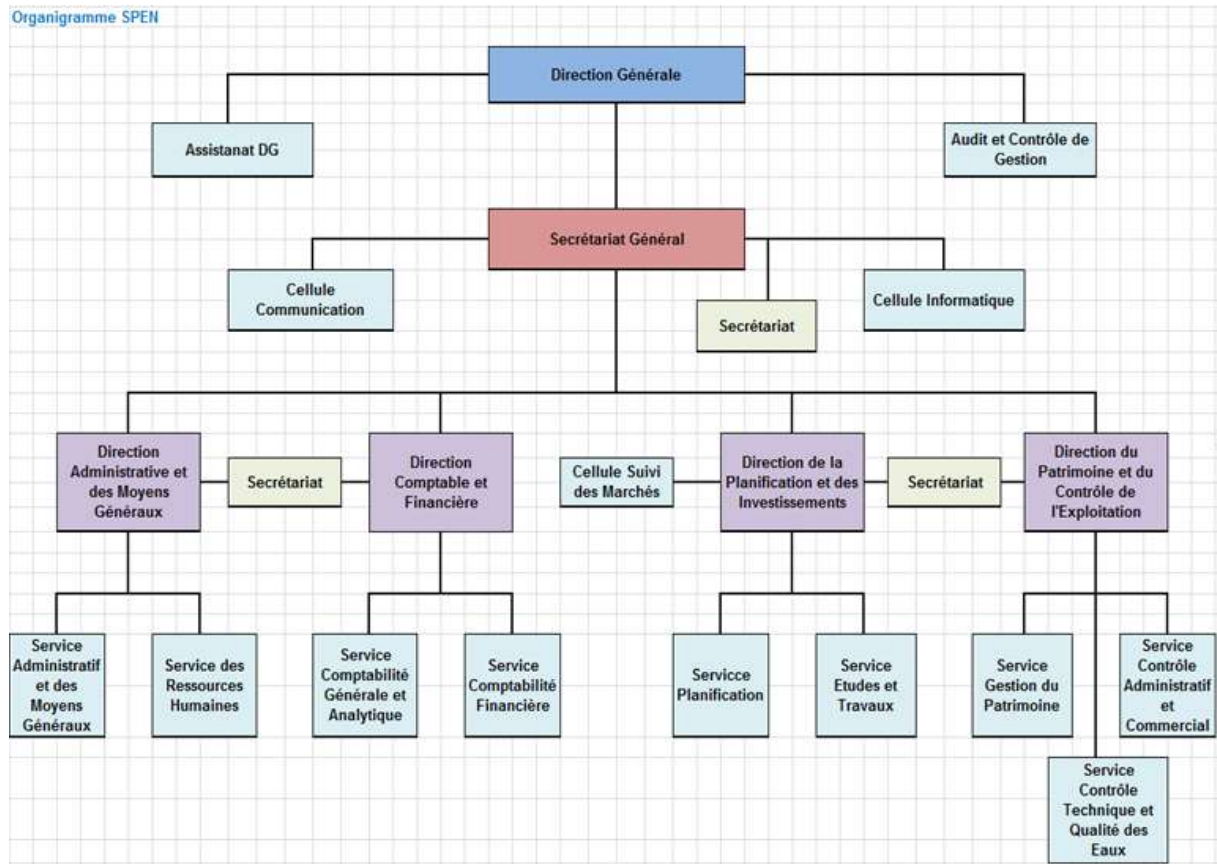 Organigramme SPEN
Direction Générale
Assistanat DG
Audit et Contrôle de
Gestion
Secrétariat Général
Cellule
Communication
Secrétariat
Cellule Informatique
Direction
Administrative et
des Moyens
Généraux
Secrétariat
Direction
Comptable et
Financière
Cellule Suivi
des Marchés
Direction de la
Planification et des
Investissements
Secrétariat
Direction du
Patrimoine et du
Contrôle de
l'Exploitation
Service
Administratif
et des
Moyens
Généraux
Service des
Ressources
Humaines
Service
Comptabilité
Générale et
Analytique
Service
Comptabilité
Financière
Servicce
Planification
Service
Etudes et
Travaux
Service
Gestion du
Patrimoine
Service
Contrôle
Administratif
et
Commercial
Service
Contrôle
Technique et
Qualité des
Eaux